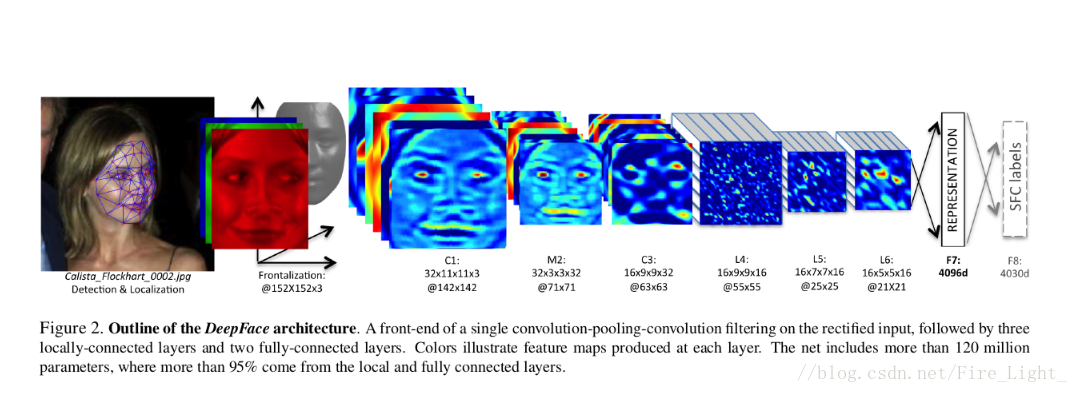 Calista_Flockhart_0002.jpg
Detection & Localization
Frontalization:
@152X152x3
C1:
32x11x11x3
@142x142
M2:
32x3x3x32
@71x71
C3:
16x9x9x32
@63x63
L4:
16x9x9x16
@55x55
L5:
16x7x7x16
@25x25
L6:
16x5x5x16
@21X21
REPRESENTATION
F7:
4096d
SFC labels
F8:
4030d
Figure 2. Outline of the DeepFace architecture. A front-end of a single convolution-pooling-convolution filtering on the rectified input, followed by three
locally-connected layers and two fully-connected layers. Colors illustrate feature maps produced at each layer. The net includes more than 120 million
parameters, where more than 95% come from the local and fully connected layers.
//blog.csdn.net/Fire_Light_